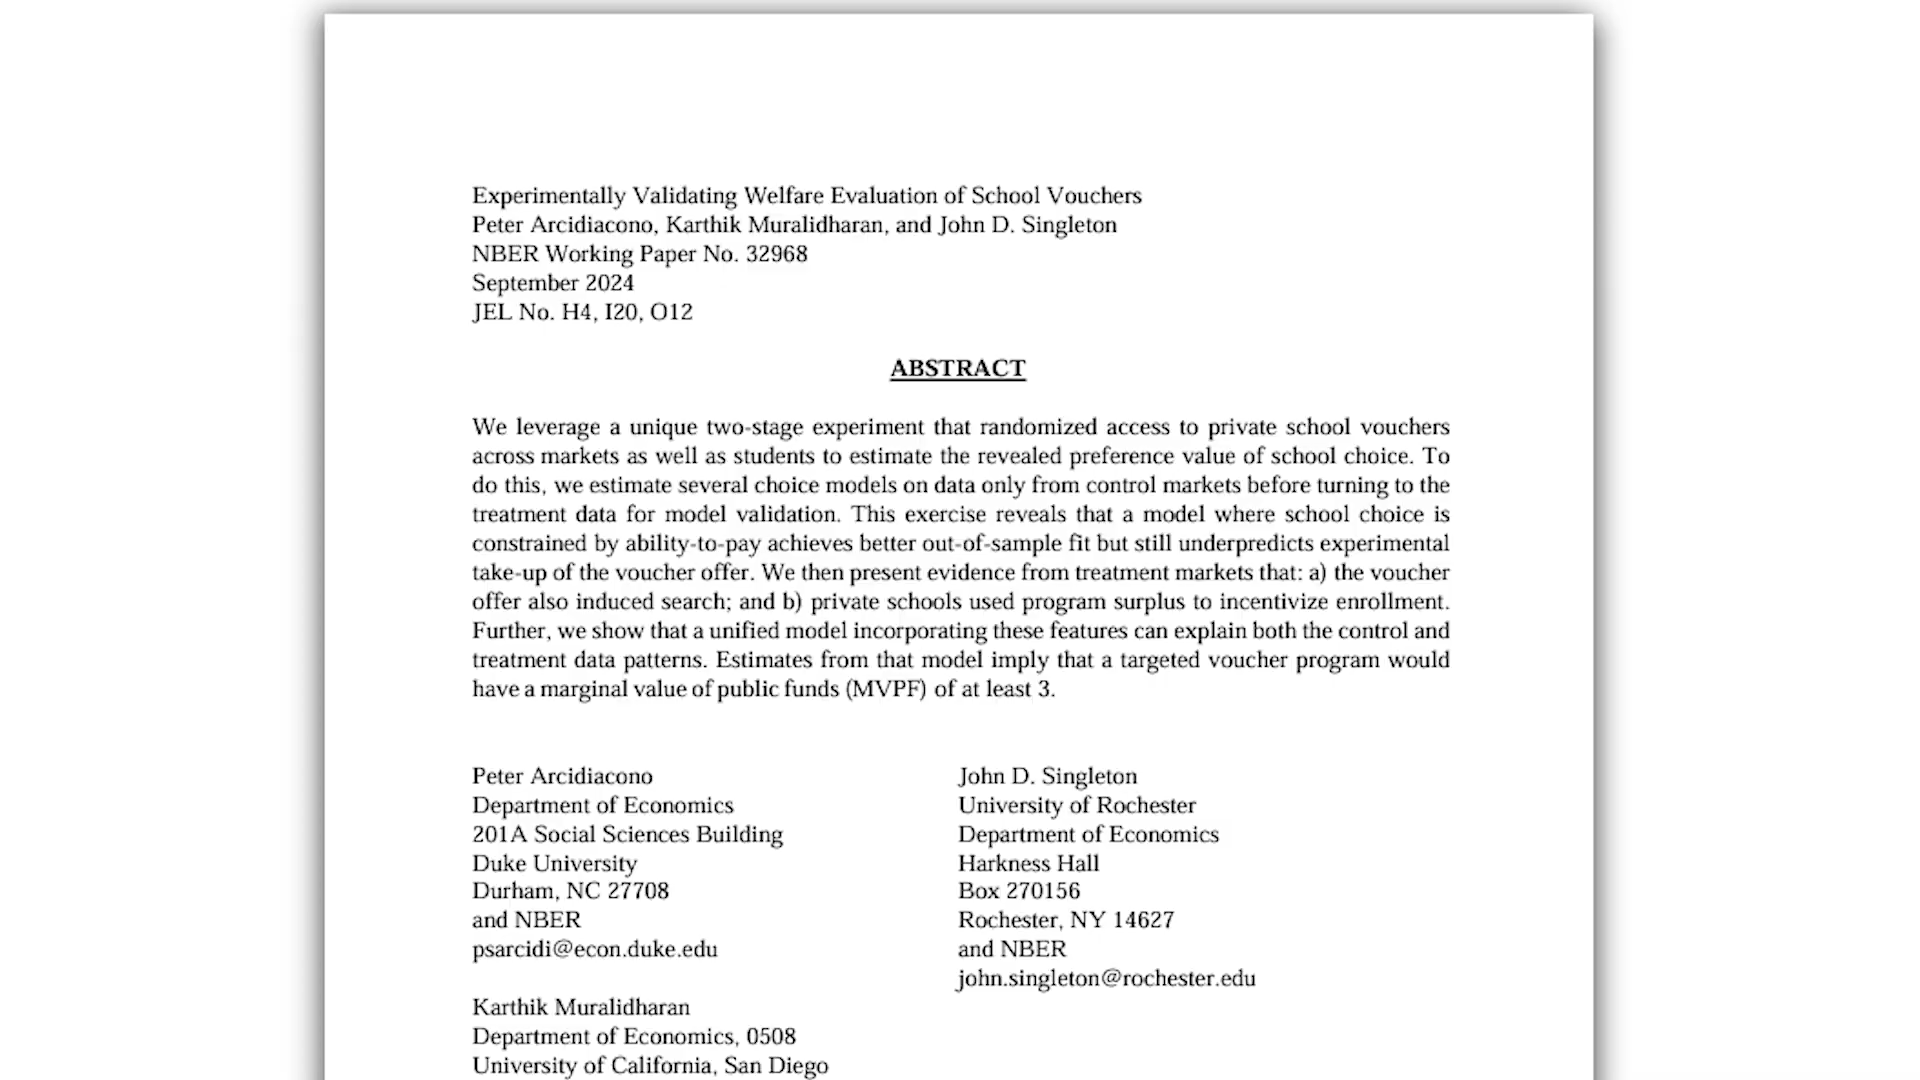 Experimentally Validating Welfare Evaluation of School Vouchers
Peter Arcidiacono, Karthik Muralidharan, and John D. Singleton
NBER Working Paper No. 32968
September 2024
JEL No. H4, I20, O12
ABSTRACT
We leverage a unique two-stage experiment that randomized access to private school vouchers
across markets as well as students to estimate the revealed preference value of school choice. To
do this, we estimate several choice models on data only from control markets before turning to the
treatment data for model validation. This exercise reveals that a model where school choice is
constrained by ability-to-pay achieves better out-of-sample fit but still underpredicts experimental
take-up of the voucher offer. We then present evidence from treatment markets that: a) the voucher
offer also induced search; and b) private schools used program surplus to incentivize enrollment.
Further, we show that a unified model incorporating these features can explain both the control and
treatment data patterns. Estimates from that model imply that a targeted voucher program would
have a marginal value of public funds (MVPF) of at least 3.
Peter Arcidiacono
Department of Economics
201A Social Sciences Building
Duke University
Durham, NC 27708
and NBER
psarcidi@econ.duke.edu
Karthik Muralidharan
Department of Economics, 0508
University of California, San Diego
John D. Singleton
University of Rochester
Department of Economics
Harkness Hall
Box 270156
Rochester, NY 14627
and NBER
john.singleton@rochester.edu